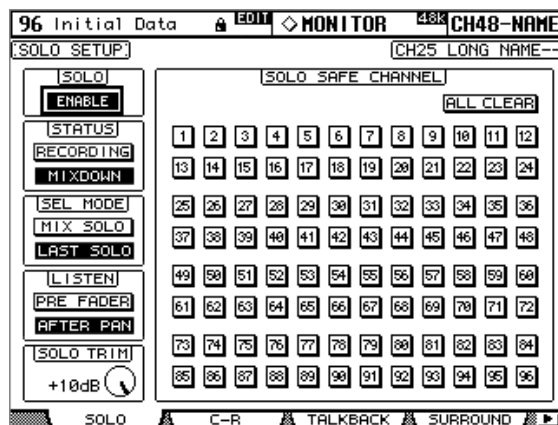 96 Initial Data EDIT MONITOR 48K CH48-NAME
SOLO SETUP CH25 LONG NAME--
SOLO
ENABLE
STATUS
RECORDING
MIXDOWN
SEL MODE
MIX SOLO
LAST SOLO
LISTEN
PRE FADER
AFTER PAN
SOLO TRIM
+10dB
SOLO SAFE CHANNEL
ALL CLEAR
1 2 3 4 5 6 7 8 9 10 11 12
13 14 15 16 17 18 19 20 21 22 23 24
25 26 27 28 29 30 31 32 33 34 35 36
37 38 39 40 41 42 43 44 45 46 47 48
49 50 51 52 53 54 55 56 57 58 59 60
61 62 63 64 65 66 67 68 69 70 71 72
73 74 75 76 77 78 79 80 81 82 83 84
85 86 87 88 89 90 91 92 93 94 95 96
SOLO C-R TALKBACK SURROUND